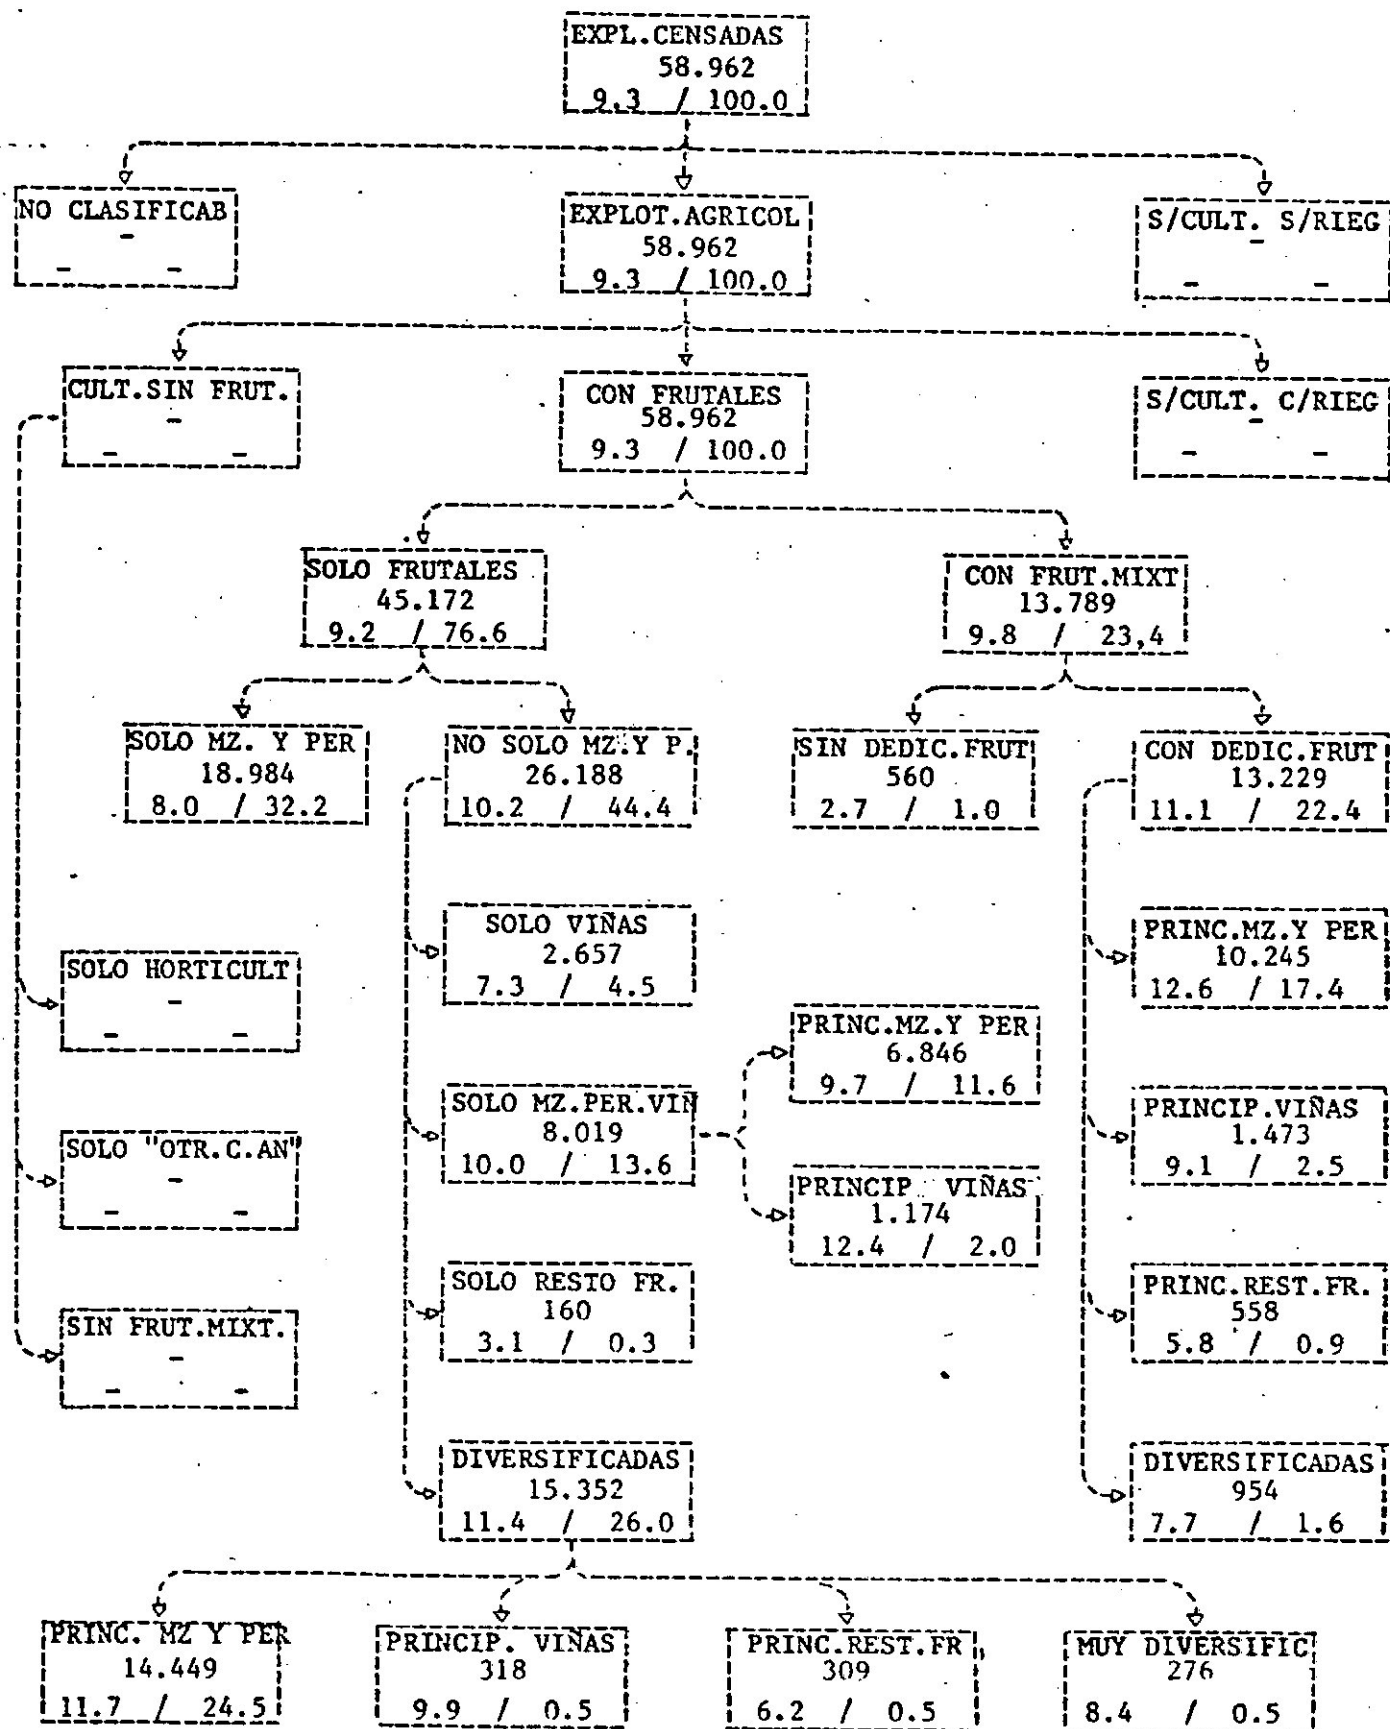 EXPL.CENSADAS
58.962
9.3 / 100.0
NO CLASIFICAB
-
- -
EXPLOT.AGRICOL
58.962
9.3 / 100.0
S/CULT. S/RIEG
-
- -
CULT.SIN FRUT.
-
- -
CON FRUTALES
58.962
9.3 / 100.0
S/CULT. C/RIEG
-
- -
SOLO FRUTALES
45.172
9.2 / 76.6
CON FRUT.MIXT
13.789
9.8 / 23,4
SOLO MZ. Y PER
18.984
8.0 / 32.2
NO SOLO MZ.Y P.
26.188
10.2 / 44.4
SIN DEDIC.FRUT
560
2.7 / 1.0
CON DEDIC.FRUT
13.229
11.1 / 22.4
SOLO VIÑAS
2.657
7.3 / 4.5
PRINC.MZ.Y PER
10.245
12.6 / 17.4
SOLO HORTICULT
-
- -
PRINC.MZ.Y PER
6.846
9.7 / 11.6
SOLO MZ.PER.VIÑ
8.019
10.0 / 13.6
PRINCIP.VIÑAS
1.473
9.1 / 2.5
SOLO "OTR.C.AN"
-
- -
PRINCIP. VIÑAS
1.174
12.4 / 2.0
SOLO RESTO FR.
160
3.1 / 0.3
PRINC.REST.FR.
558
5.8 / 0.9
SIN FRUT.MIXT.
-
- -
DIVERSIFICADAS
15.352
11.4 / 26.0
DIVERSIFICADAS
954
7.7 / 1.6
PRINC. MZ Y PER
14.449
11.7 / 24.5
PRINCIP. VIÑAS
318
9.9 / 0.5
PRINC.REST.FR
309
6.2 / 0.5
MUY DIVERSIFIC
276
8.4 / 0.5